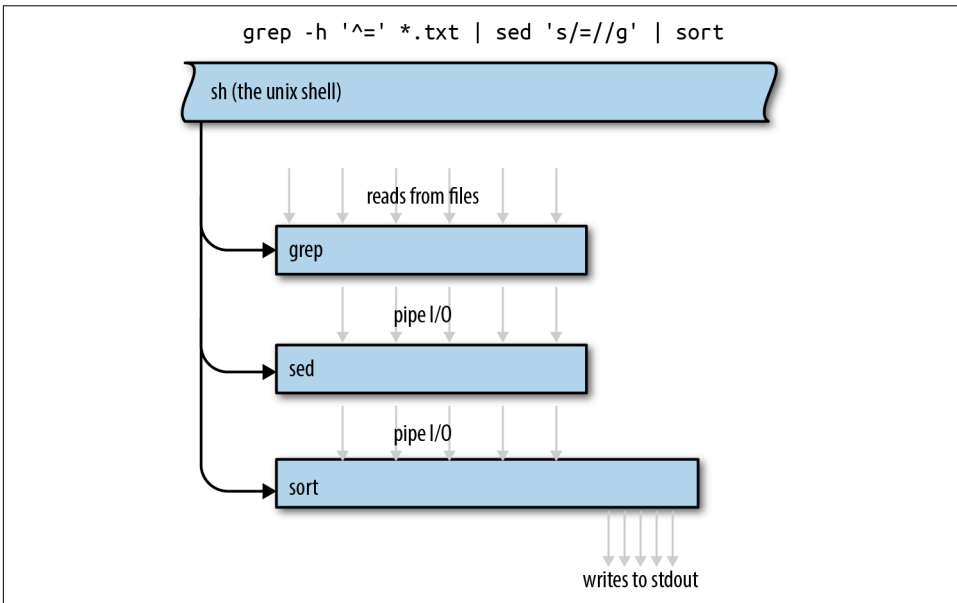 grep -h '^=' *.txt | sed 's/=//g' | sort
sh (the unix shell)
reads from files
grep
pipe I/O
sed
pipe I/O
sort
writes to stdout